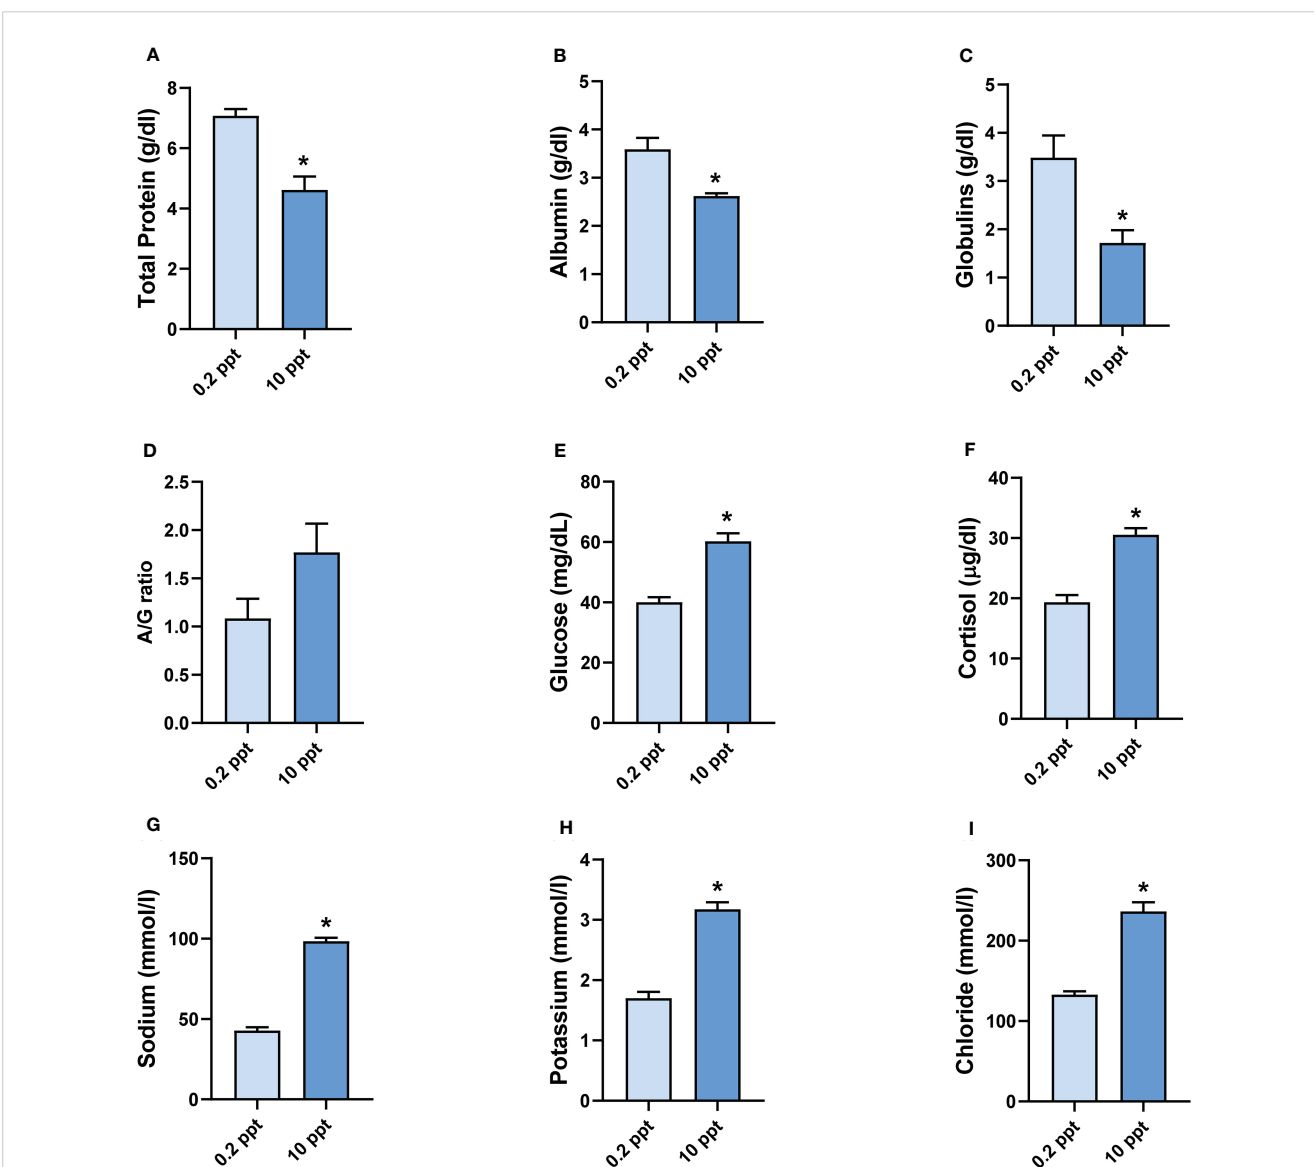 A
Total Protein (g/dl)
8
6
4
2
0
*
0.2 ppt
10 ppt
B
Albumin (g/dl)
5
4
3
2
1
0
*
0.2 ppt
10 ppt
C
Globulins (g/dl)
5
4
3
2
1
0
*
0.2 ppt
10 ppt
D
A/G ratio
2.5
2.0
1.5
1.0
0.5
0.0
0.2 ppt
10 ppt
E
Glucose (mg/dL)
80
60
40
20
0
*
0.2 ppt
10 ppt
F
Cortisol (µg/dl)
40
30
20
10
0
*
0.2 ppt
10 ppt
G
Sodium (mmol/l)
150
100
50
0
*
0.2 ppt
10 ppt
H
Potassium (mmol/l)
4
3
2
1
0
*
0.2 ppt
10 ppt
I
Chloride (mmol/l)
300
200
100
0
*
0.2 ppt
10 ppt